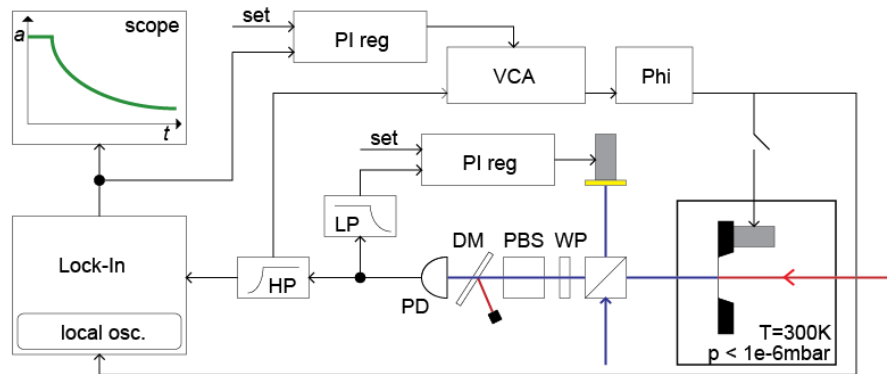 scope
a
t
set
PI reg
VCA
Phi
set
PI reg
LP
DM
PBS
WP
Lock-In
HP
PD
local osc.
T=300K
p < 1e-6mbar